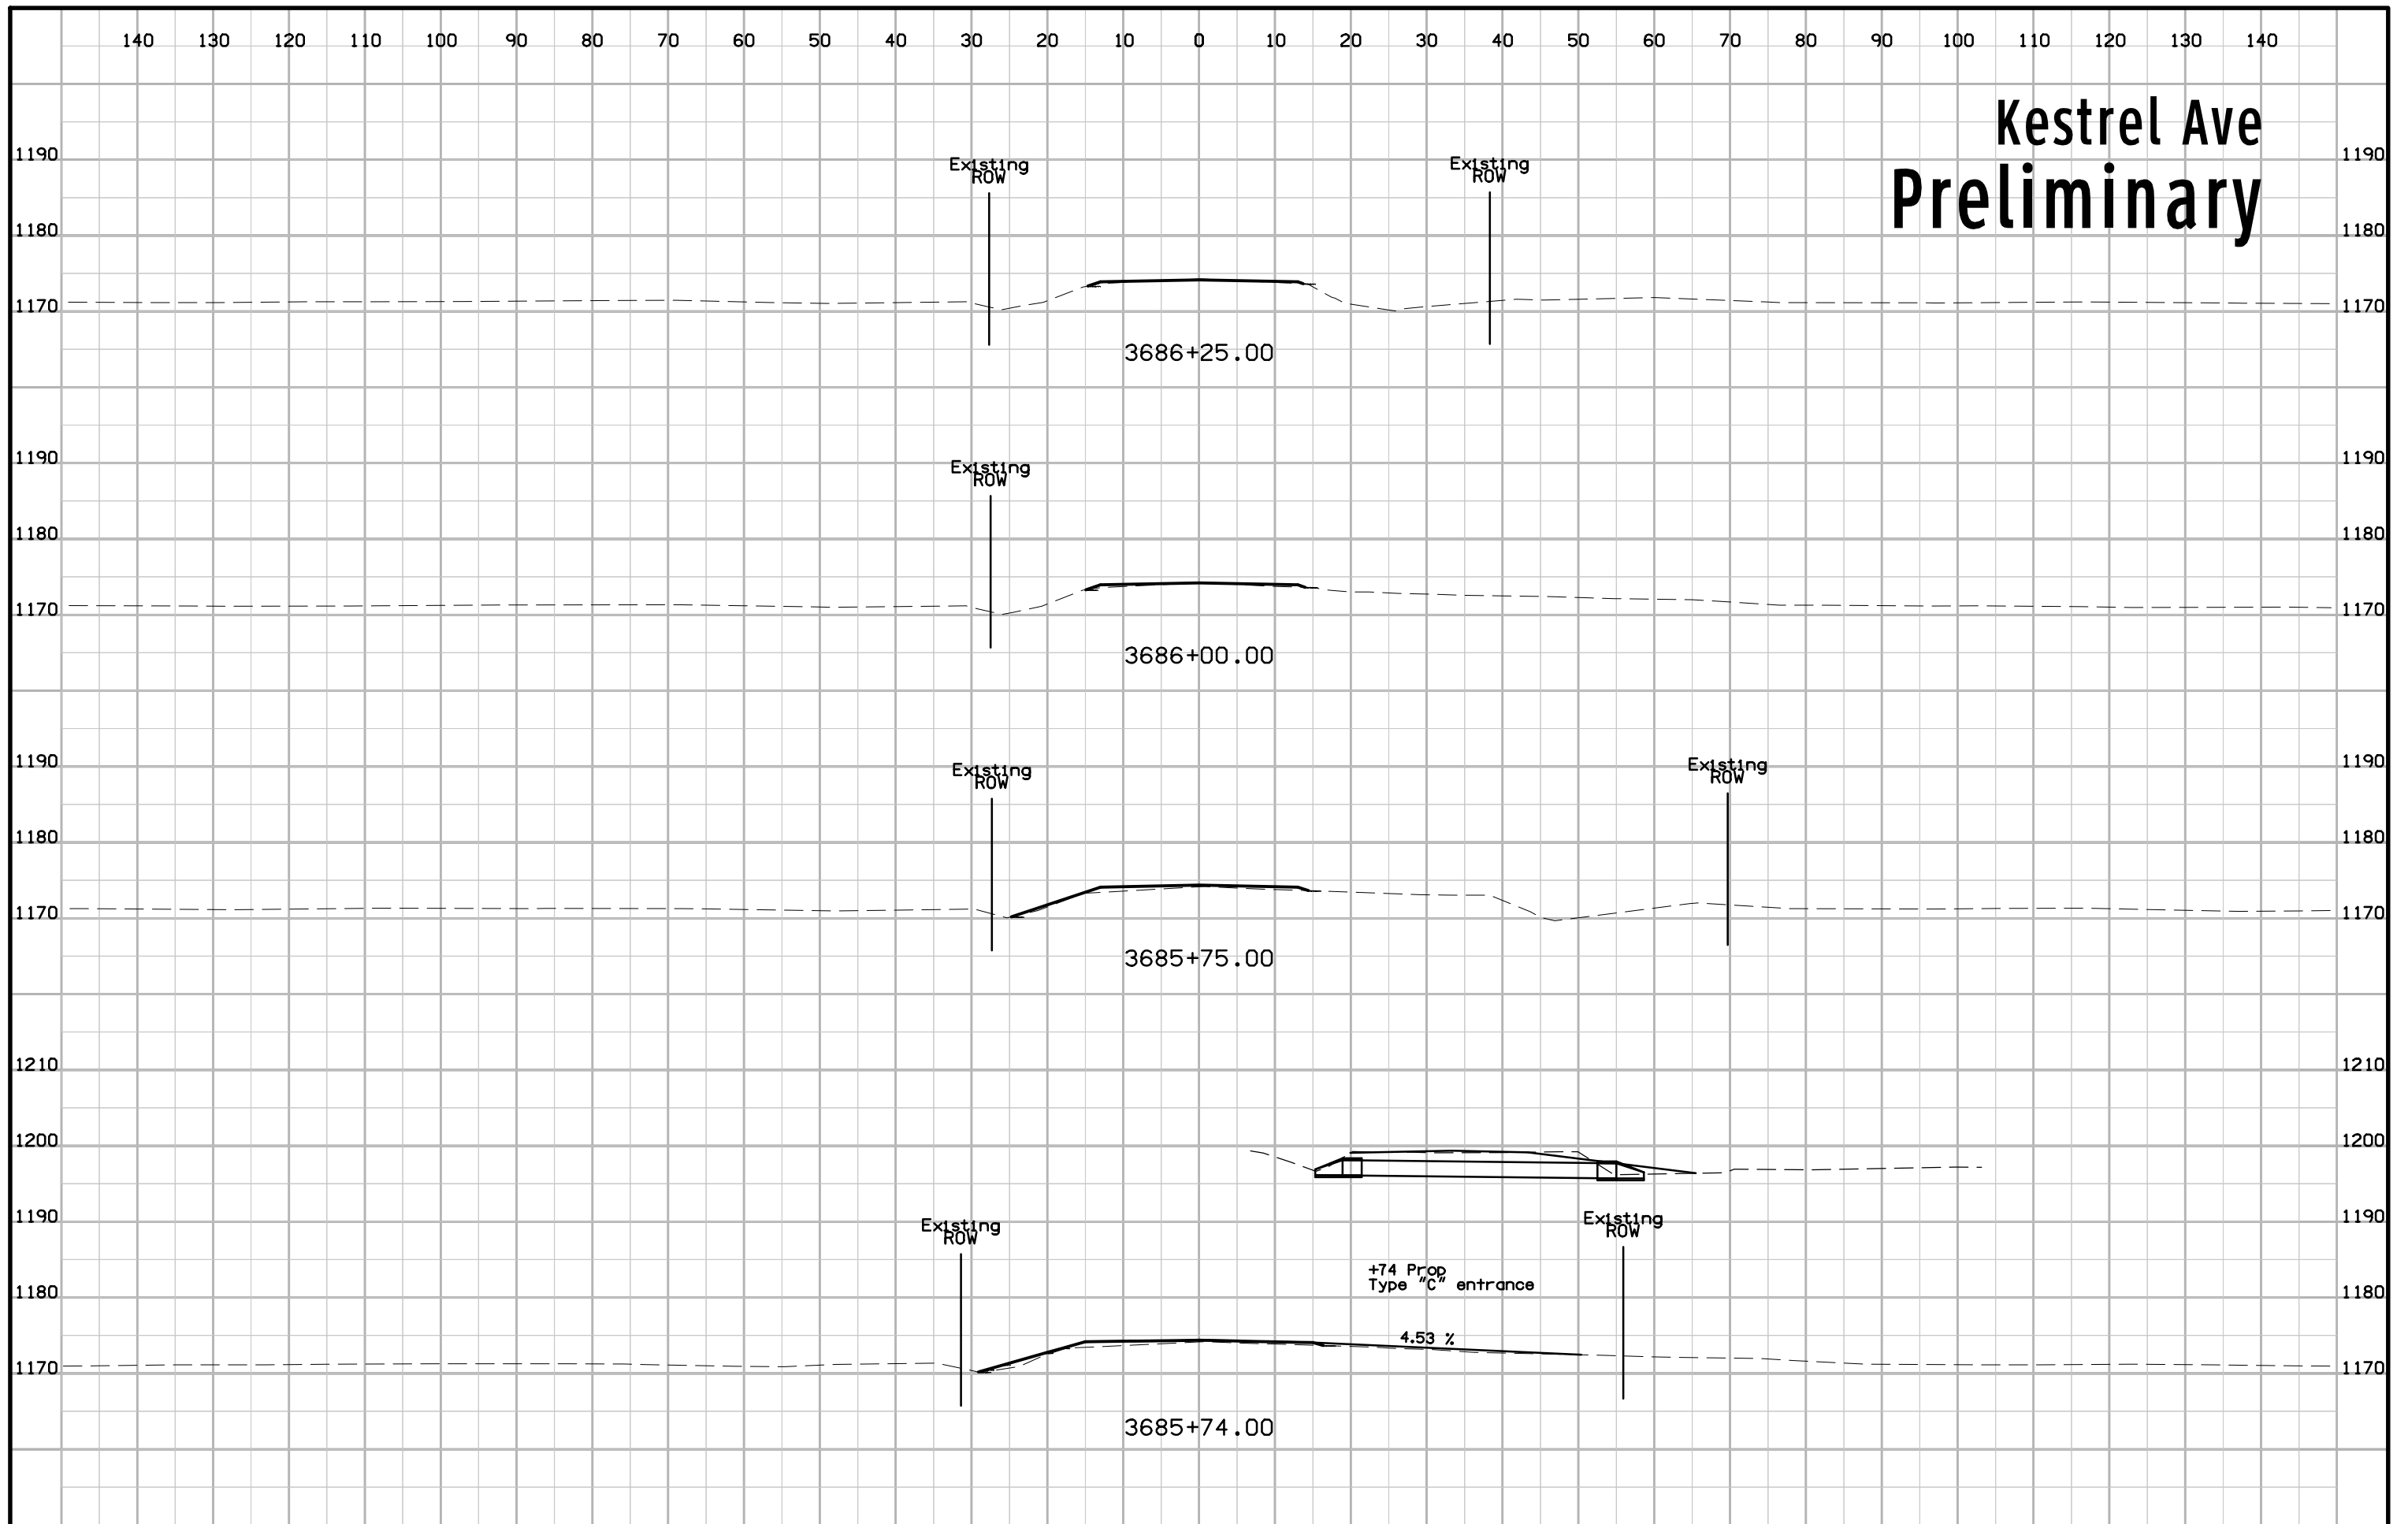 140 130 120 110 100 90 80 70 60 50 40 30 20 10 0 10 20 30 40 50 60 70 80 90 100 110 120 130 140
Kestrel Ave
Preliminary
1190 1190
Existing
ROW
Existing
ROW
1180 1180
1170 1170
3686+25.00
1190 1190
Existing
ROW
1180 1180
1170 1170
3686+00.00
1190 1190
Existing
ROW
Existing
ROW
1180 1180
1170 1170
3685+75.00
1210 1210
1200 1200
1190 1190
Existing
ROW
Existing
ROW
+74 Prop
Type "C" entrance
1180 1180
4.53 %
1170 1170
3685+74.00